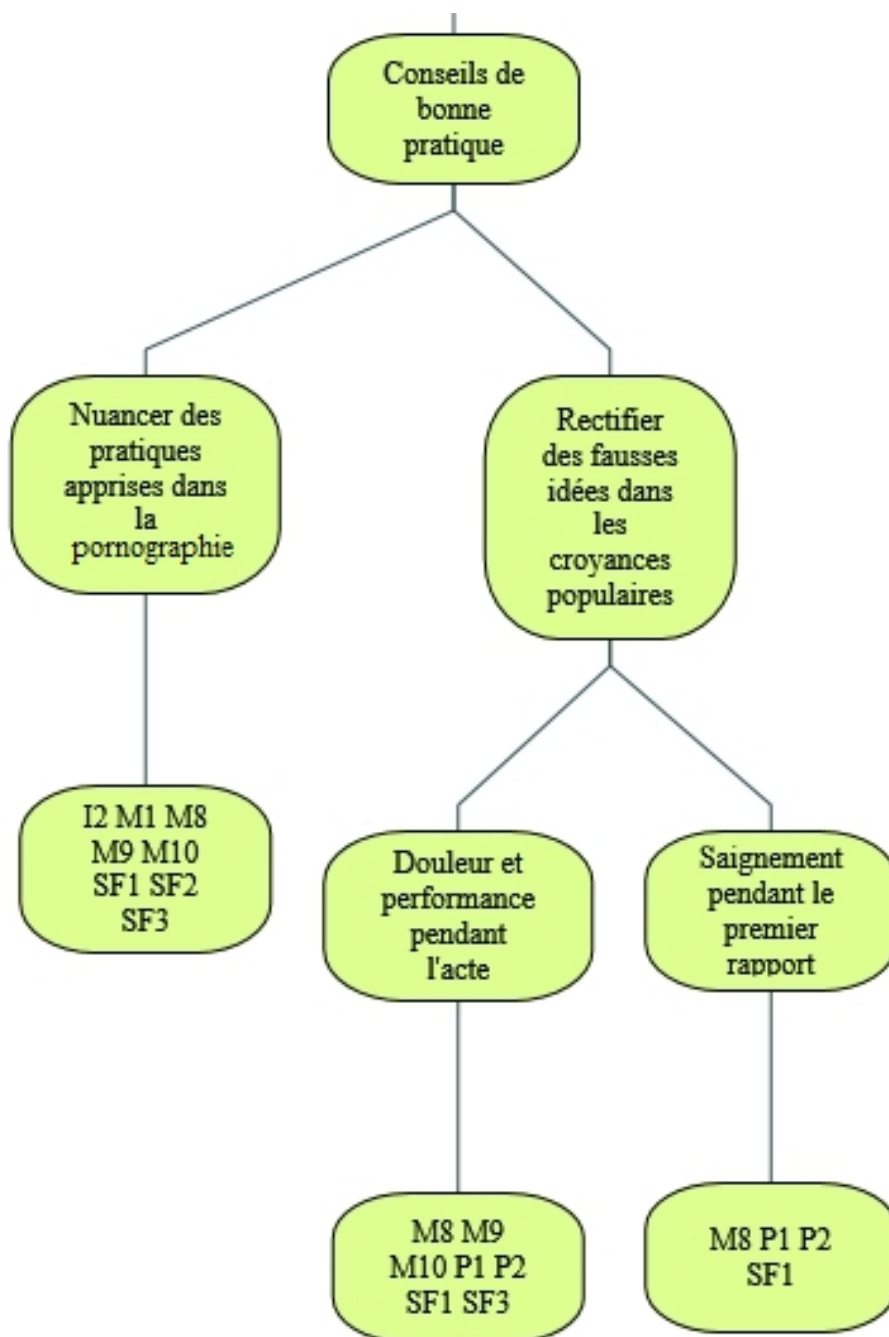 Conseils de
bonne
pratique
Nuancer des
pratiques
apprises dans
la
pornographie
Rectifier
des fausses
idées dans
les
croyances
populaires
I2 M1 M8
M9 M10
SF1 SF2
SF3
Douleur et
performance
pendant
l'acte
Saignement
pendant le
premier
rapport
M8 M9
M10 P1 P2
SF1 SF3
M8 P1 P2
SF1